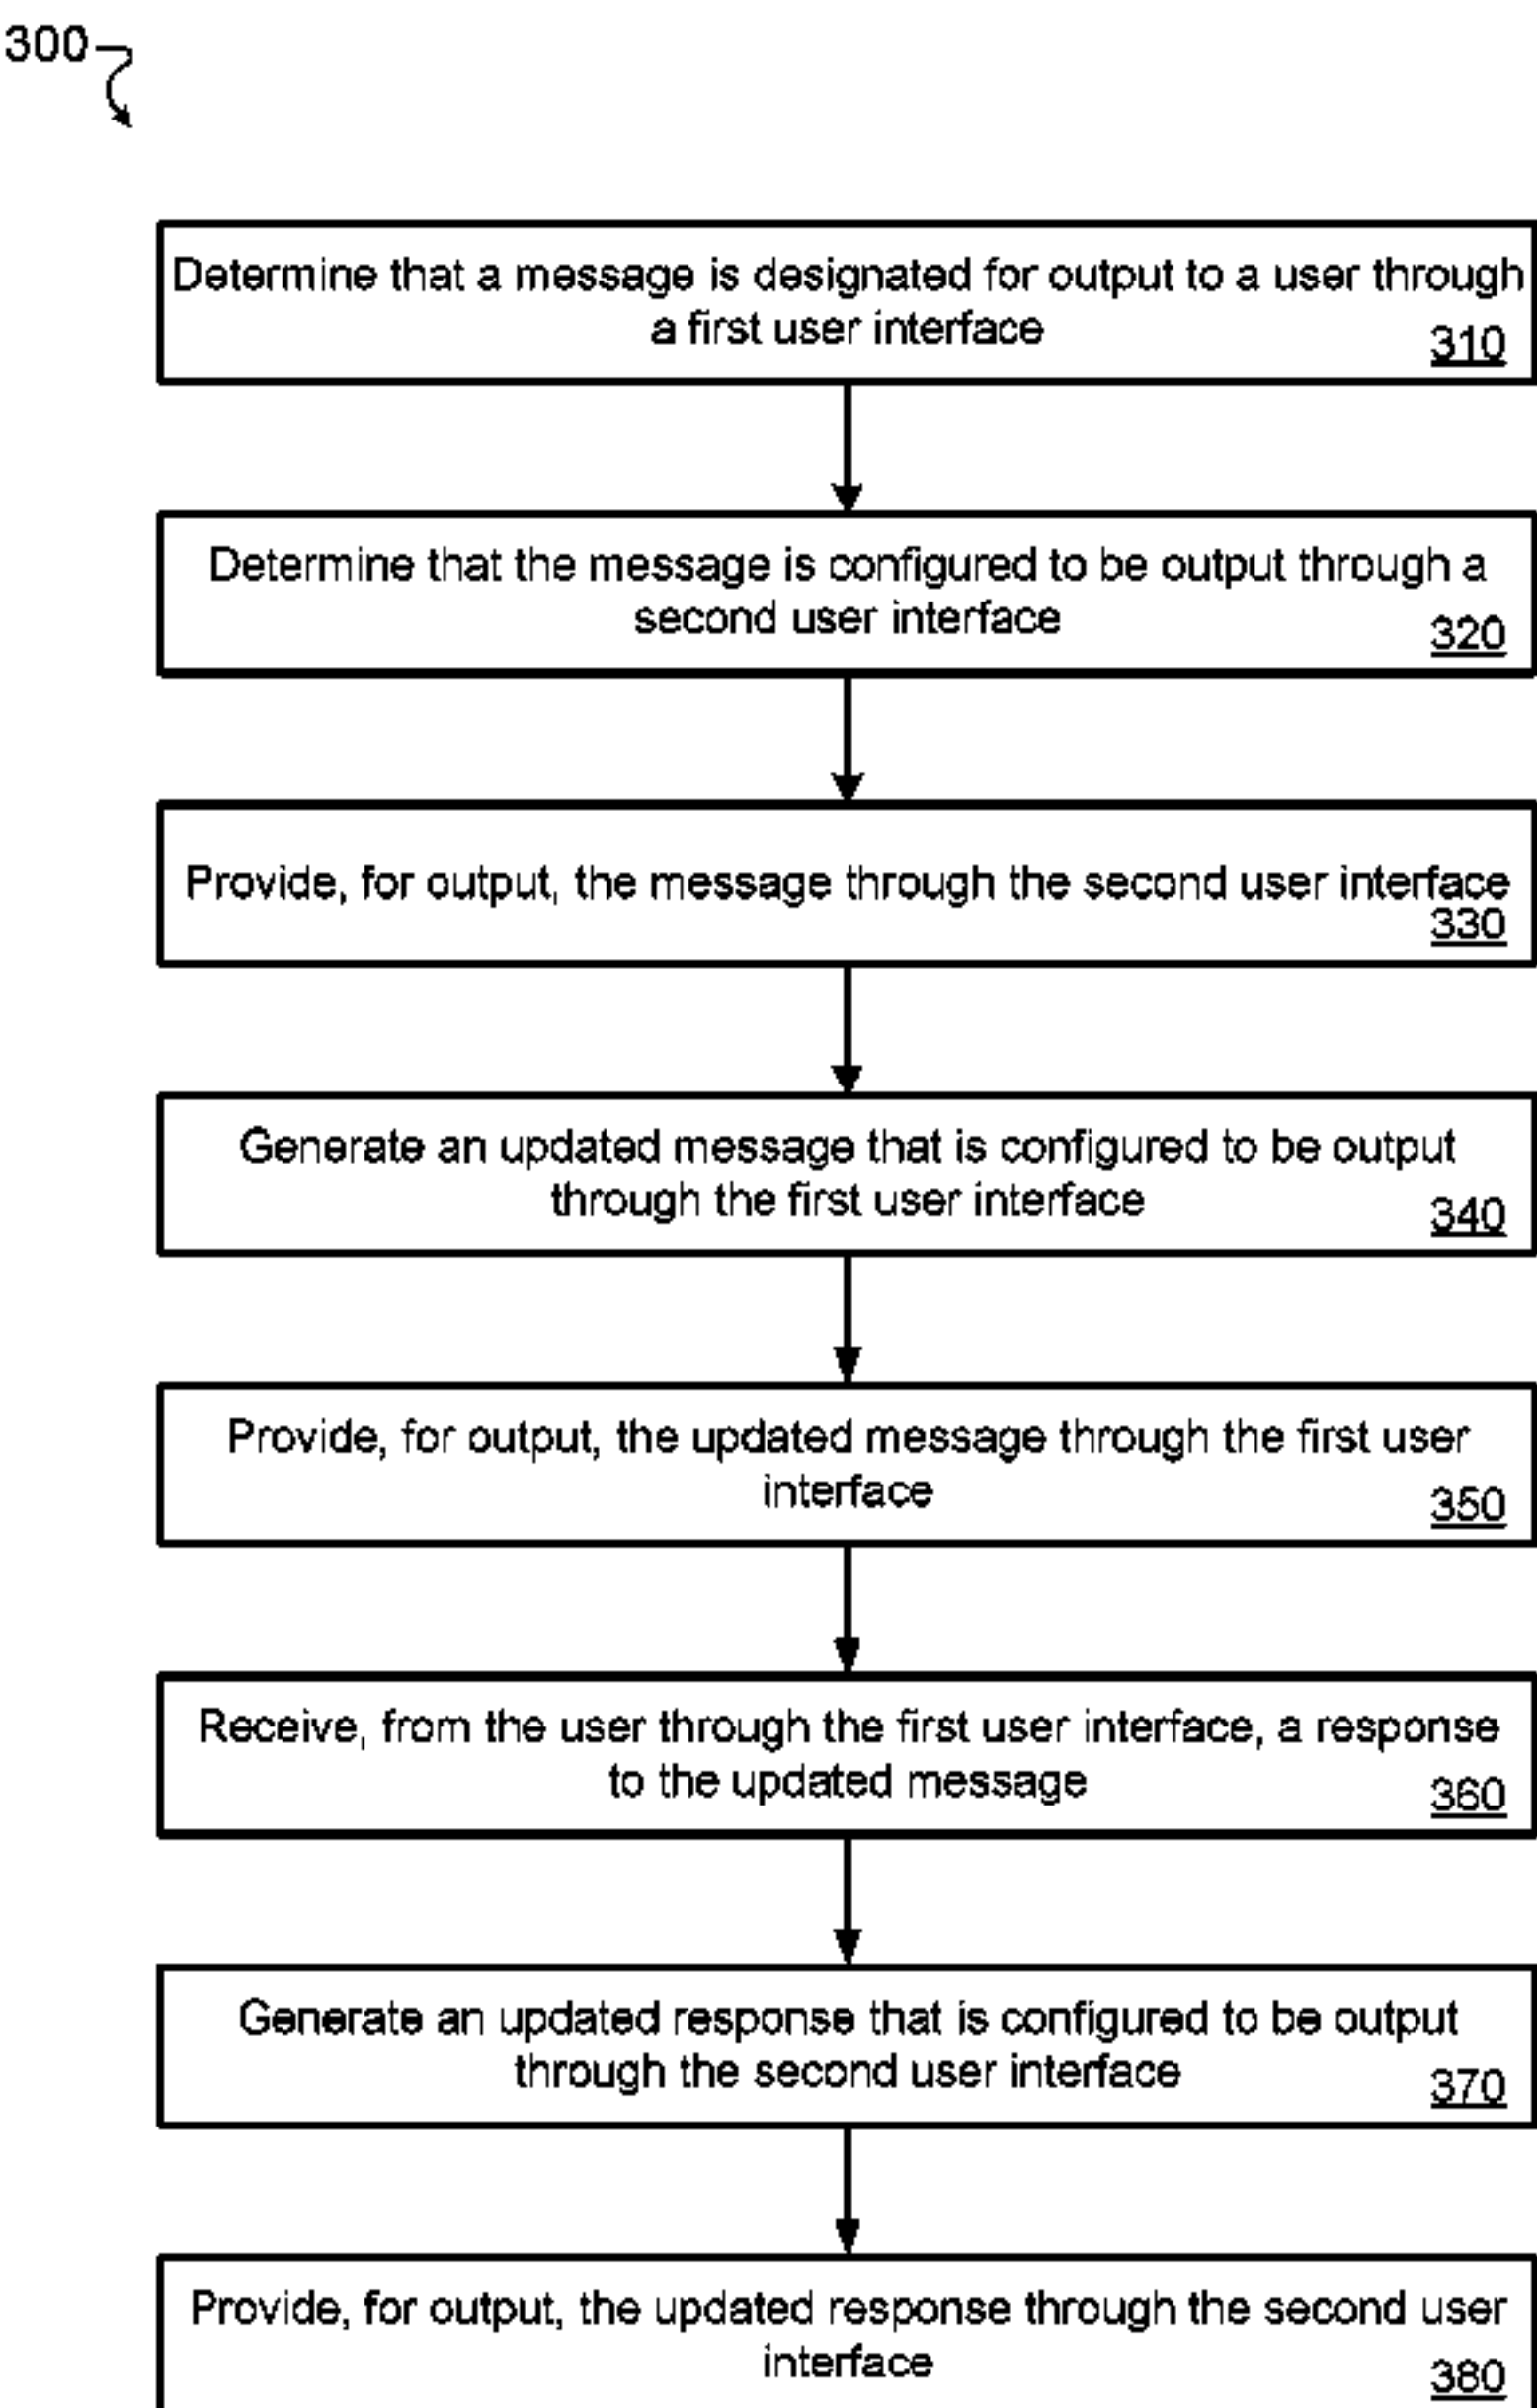 300
Determine that a message is designated for output to a user through
a first user interface
310
Determine that the message is configured to be output through a
second user interface
320
Provide, for output, the message through the second user interface
330
Generate an updated message that is configured to be output
through the first user interface
340
Provide, for output, the updated message through the first user
interface
350
Receive, from the user through the first user interface, a response
to the updated message
360
Generate an updated response that is configured to be output
through the second user interface
370
Provide, for output, the updated response through the second user
interface
380